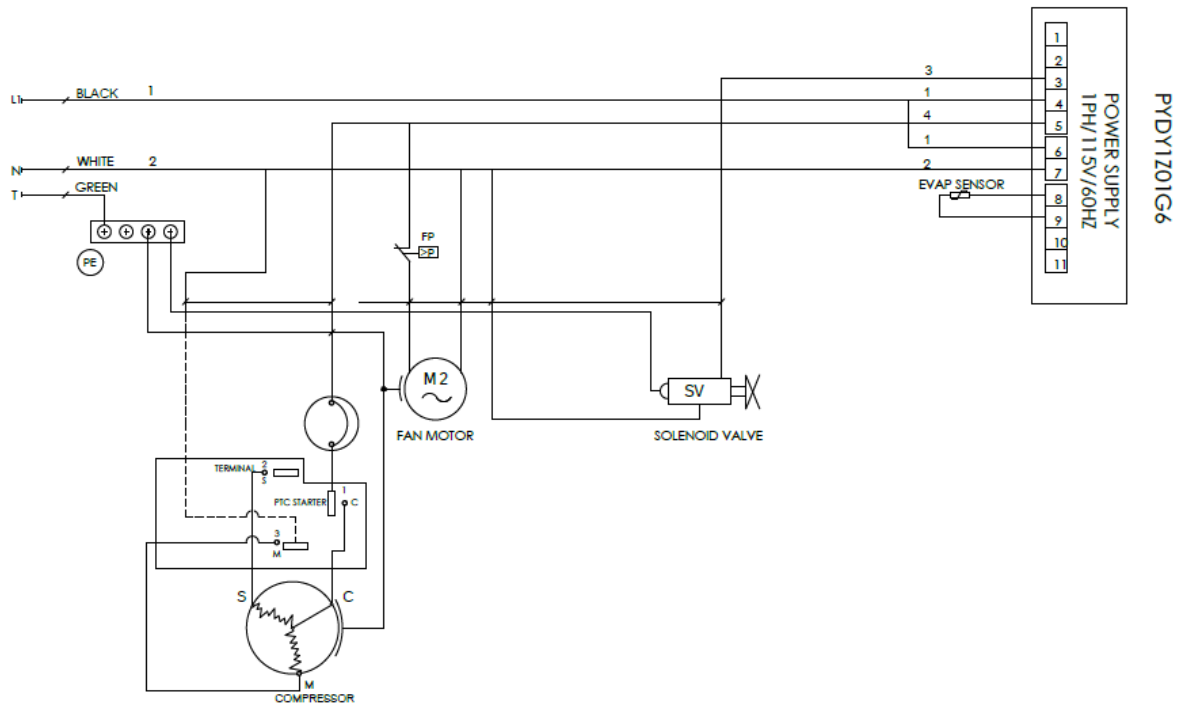 L1
BLACK
1
N
WHITE
2
T
GREEN
PE
3
1
4
1
2
EVAP SENSOR
1
2
3
4
5
6
7
8
9
10
11
POWER SUPPLY
1PH/115V/60HZ
PYDY1Z01G6
FP
>P
M2
FAN MOTOR
SV
SOLENOID VALVE
TERMINAL
2
S
PTC STARTER
1
C
3
M
S
C
M
COMPRESSOR